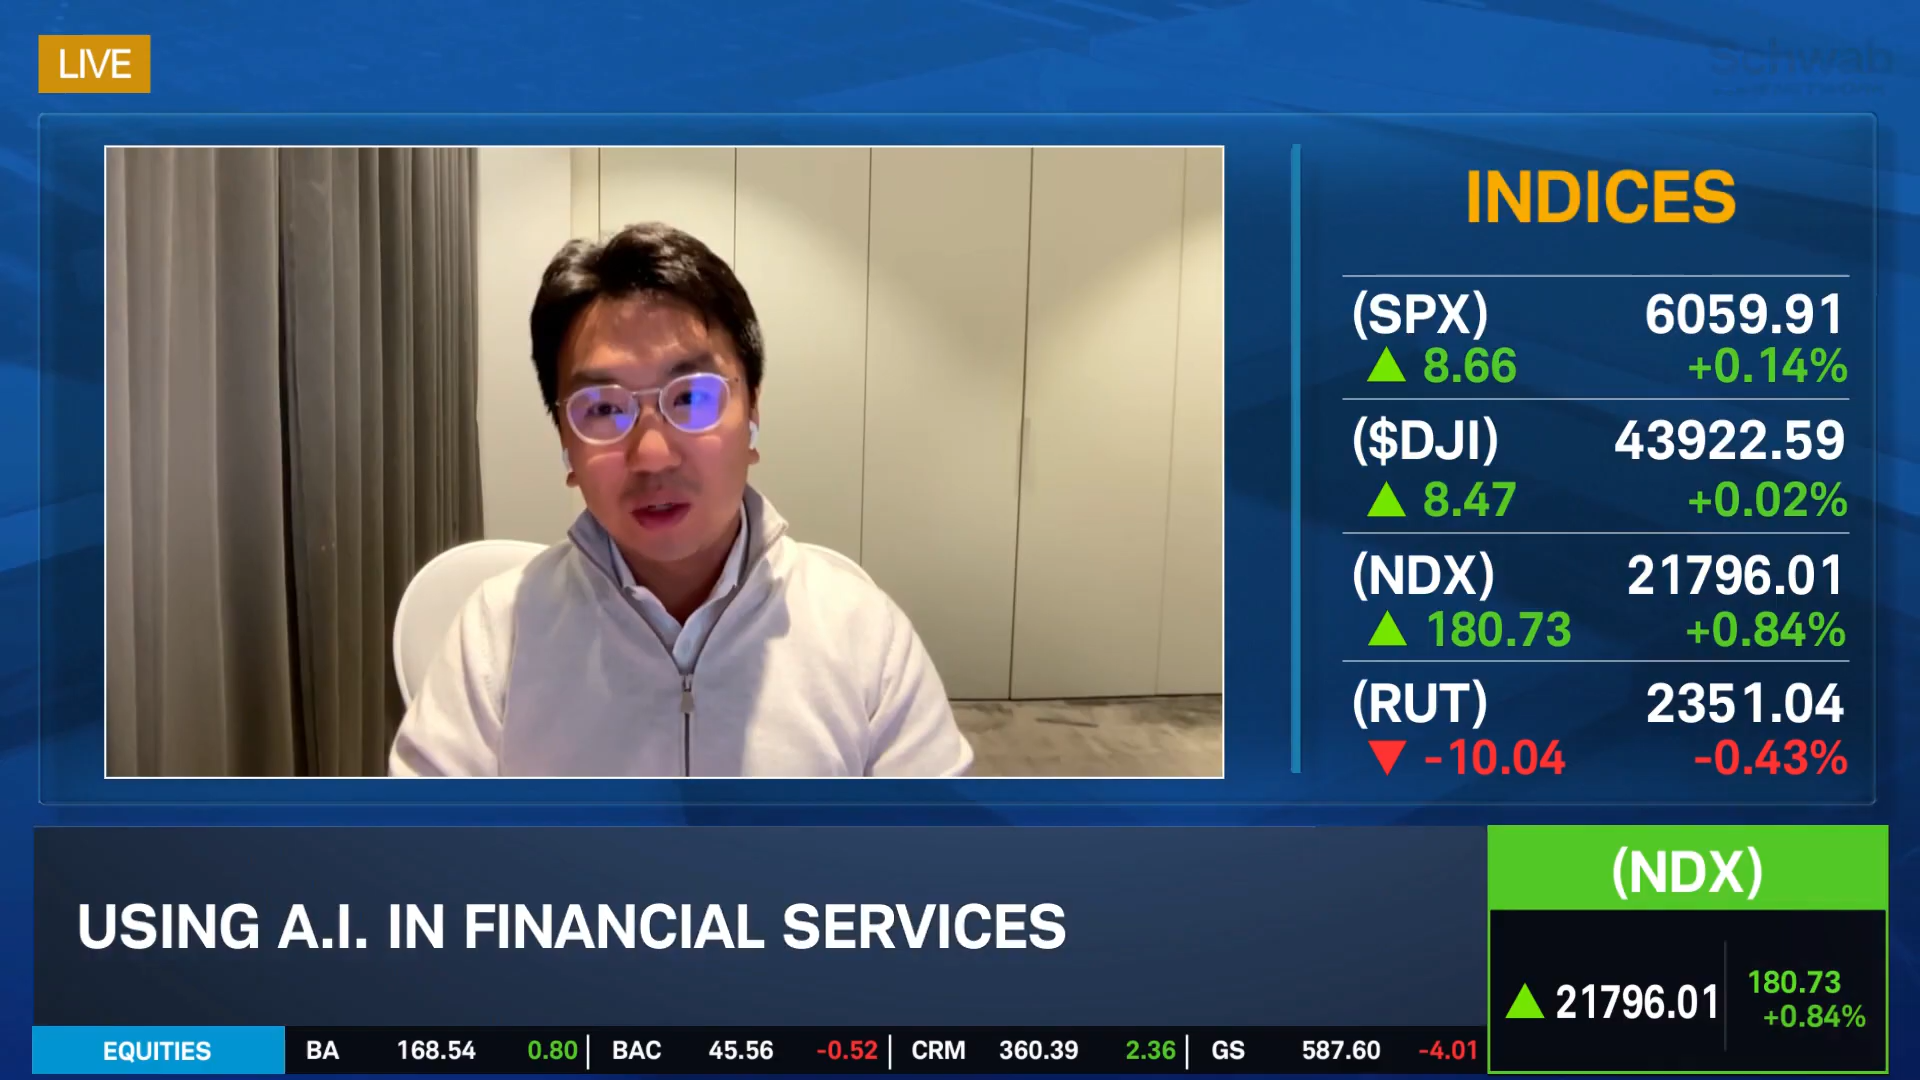 LIVE
Schwab
NETWORK
INDICES
(SPX) 6059.91
▲ 8.66 +0.14%
($DJI) 43922.59
▲ 8.47 +0.02%
(NDX) 21796.01
▲ 180.73 +0.84%
(RUT) 2351.04
▼ -10.04 -0.43%
USING A.I. IN FINANCIAL SERVICES
(NDX)
▲ 21796.01 180.73
+0.84%
EQUITIES BA 168.54 0.80 | BAC 45.56 -0.52 | CRM 360.39 2.36 | GS 587.60 -4.01